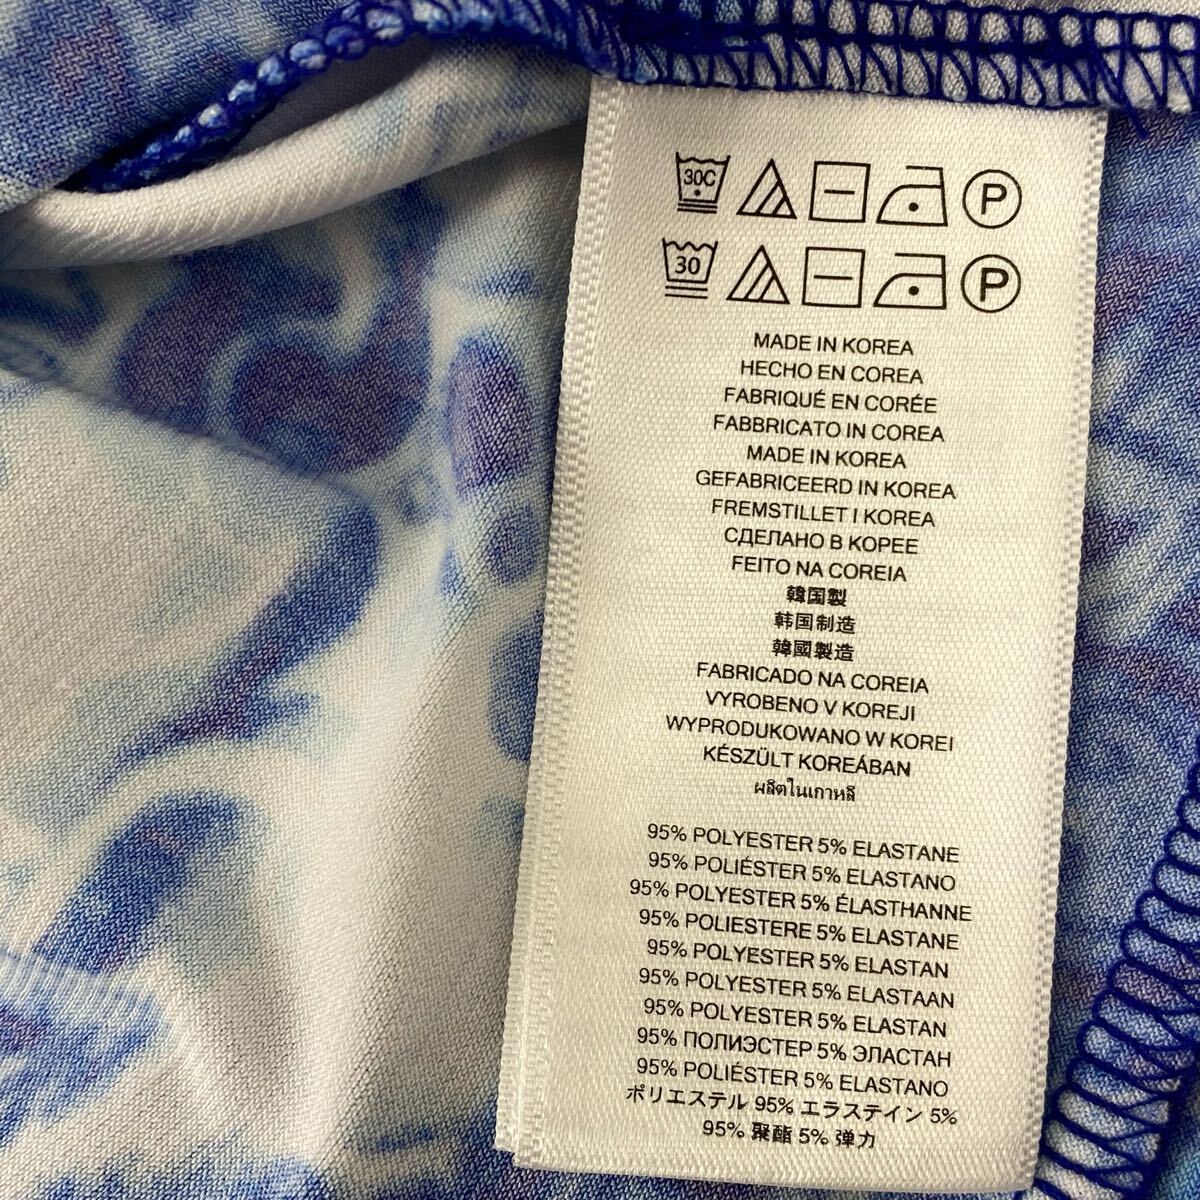 30C P
30 P
MADE IN KOREA
HECHO EN COREA
FABRIQUÉ EN CORÉE
FABBRICATO IN COREA
MADE IN KOREA
GEFABRICEERD IN KOREA
FREMSTILLET I KOREA
СДЕЛАНО В КОРЕЕ
FEITO NA COREIA
韓国製
韩国制造
韓國製造
FABRICADO NA COREIA
VYROBENO V KOREJI
WYPRODUKOWANO W KOREI
KÉSZÜLT KOREÁBAN
ผลิตในเกาหลี
95% POLYESTER 5% ELASTANE
95% POLIÉSTER 5% ELASTANO
95% POLYESTER 5% ÉLASTHANNE
95% POLIESTERE 5% ELASTANE
95% POLYESTER 5% ELASTAN
95% POLYESTER 5% ELASTAAN
95% POLYESTER 5% ELASTAN
95% ПОЛИЭСТЕР 5% ЭЛАСТАН
95% POLIÉSTER 5% ELASTANO
ポリエステル 95% エラステイン 5%
95% 聚酯 5% 弹力